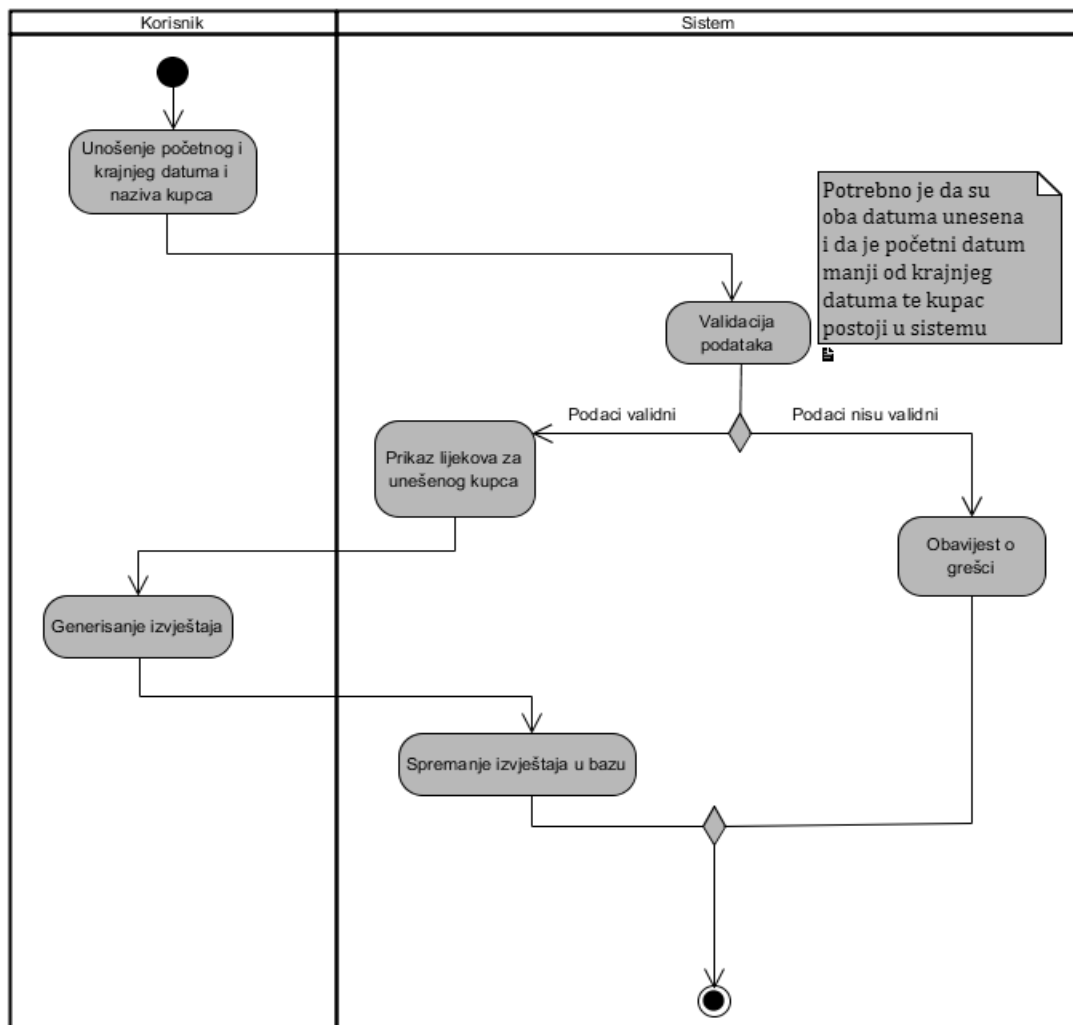 Korisnik
Sistem
Unošenje početnog i
krajnjeg datuma i
naziva kupca
Potrebno je da su
oba datuma unesena
i da je početni datum
manji od krajnjeg
datuma te kupac
postoji u sistemu
Validacija
podataka
Podaci validni
Podaci nisu validni
Prikaz lijekova za
unešenog kupca
Obavijest o
grešci
Generisanje izvještaja
Spremanje izvještaja u bazu